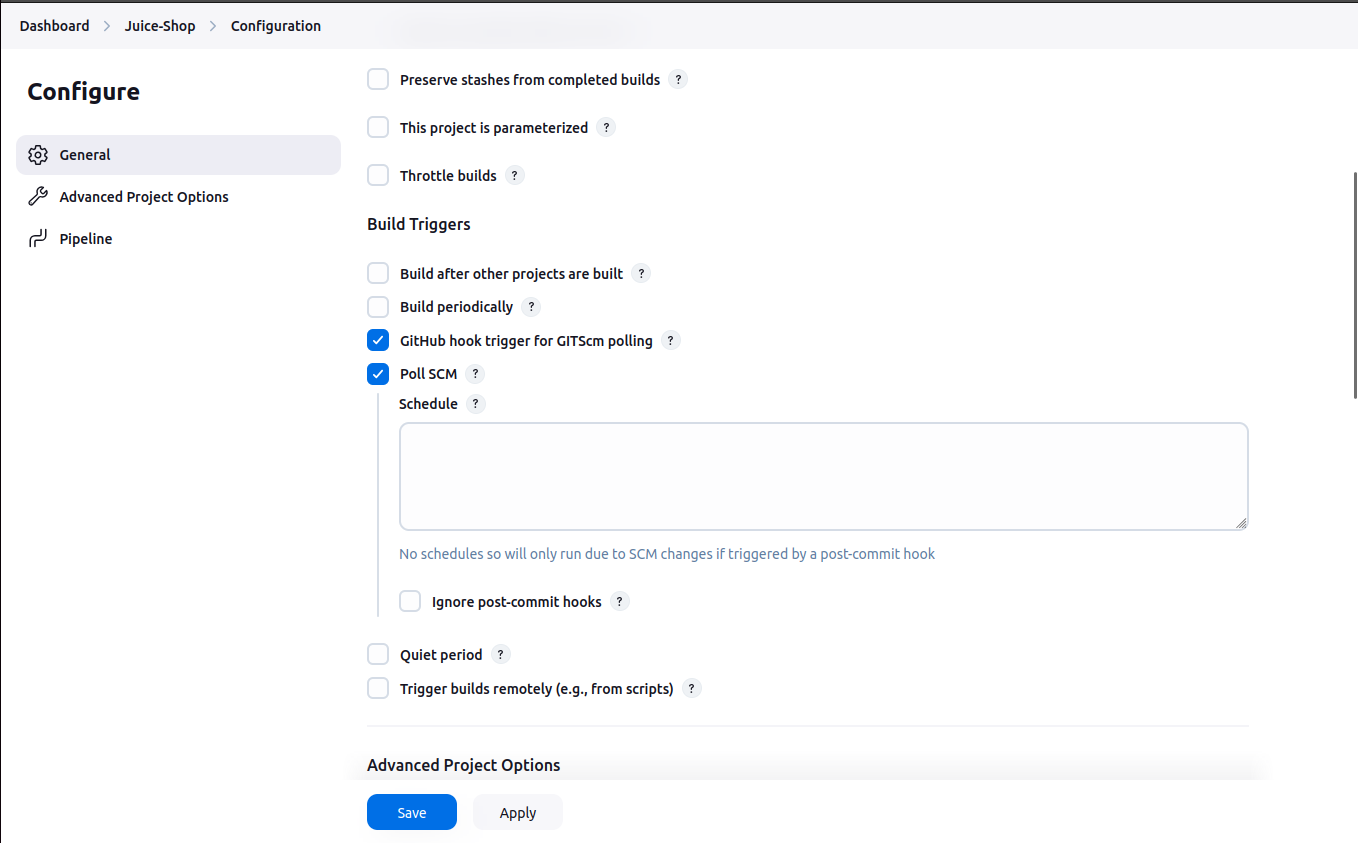 Dashboard > Juice-Shop > Configuration
Configure
General
Advanced Project Options
Pipeline
Preserve stashes from completed builds ?
This project is parameterized ?
Throttle builds ?
Build Triggers
Build after other projects are built ?
Build periodically ?
GitHub hook trigger for GITScm polling ?
Poll SCM ?
Schedule ?
No schedules so will only run due to SCM changes if triggered by a post-commit hook
Ignore post-commit hooks ?
Quiet period ?
Trigger builds remotely (e.g., from scripts) ?
Advanced Project Options
Save Apply